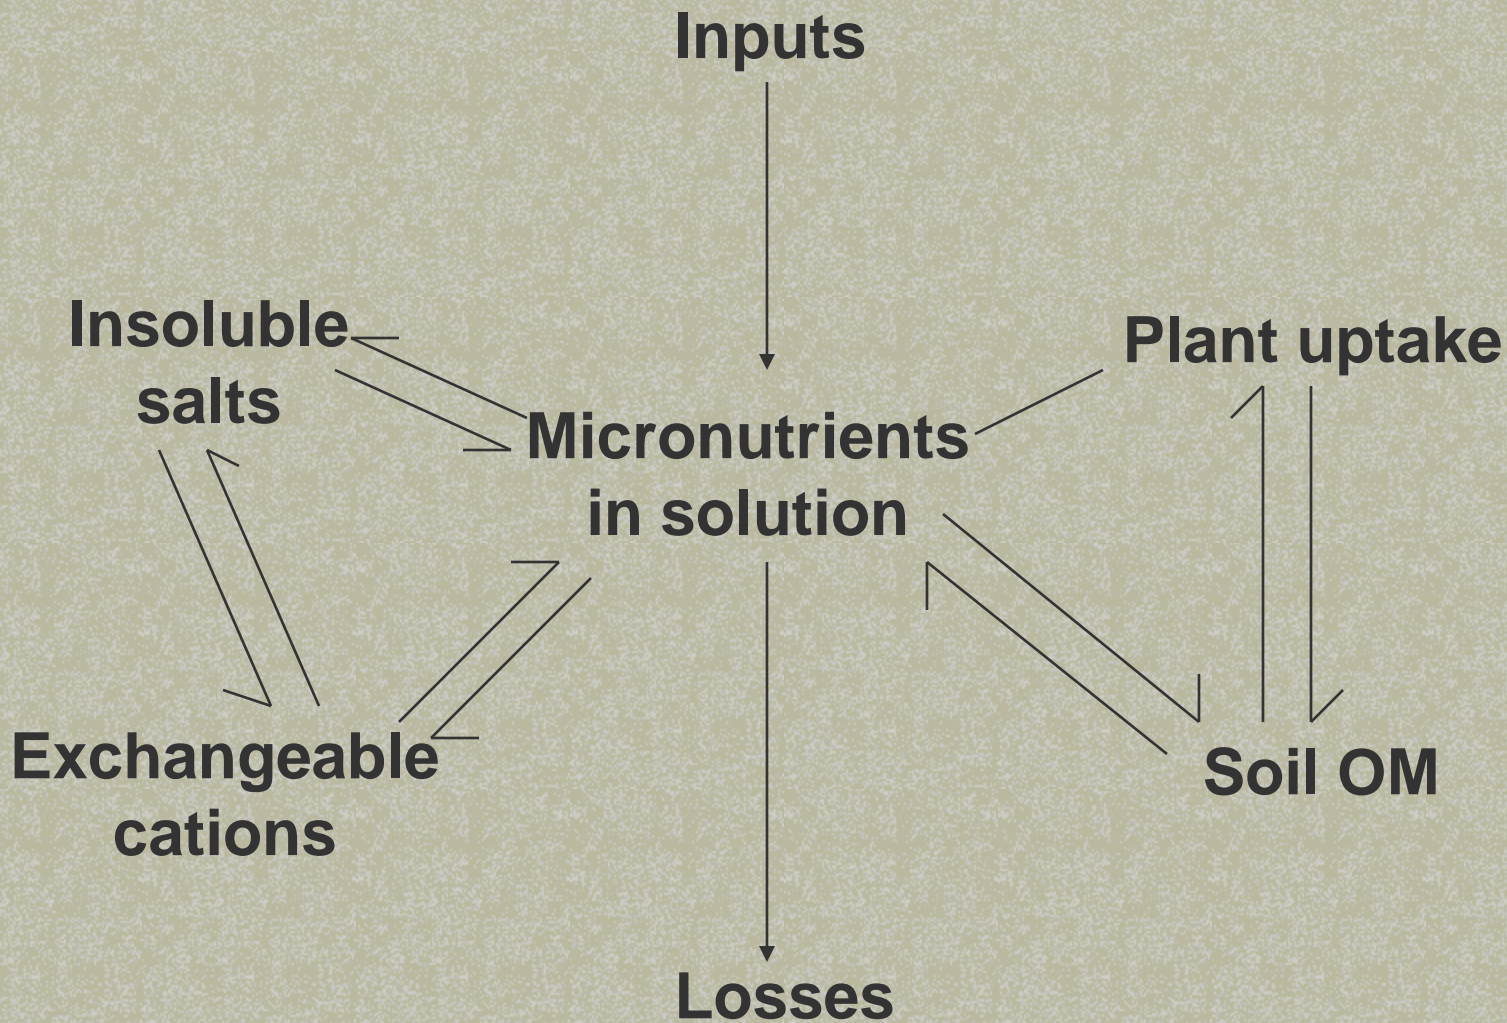 Inputs
Insoluble
salts
Plant uptake
Micronutrients
in solution
Exchangeable
cations
Soil OM
Losses